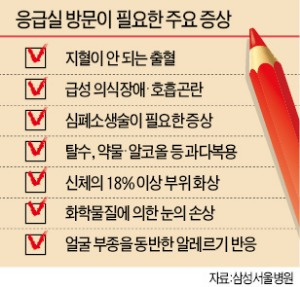 응급실 방문이 필요한 주요 증상
지혈이 안 되는 출혈
급성 의식장애·호흡곤란
심폐소생술이 필요한 증상
탈수, 약물·알코올 등 과다복용
신체의 18% 이상 부위 화상
화학물질에 의한 눈의 손상
얼굴 부종을 동반한 알레르기 반응
자료:삼성서울병원